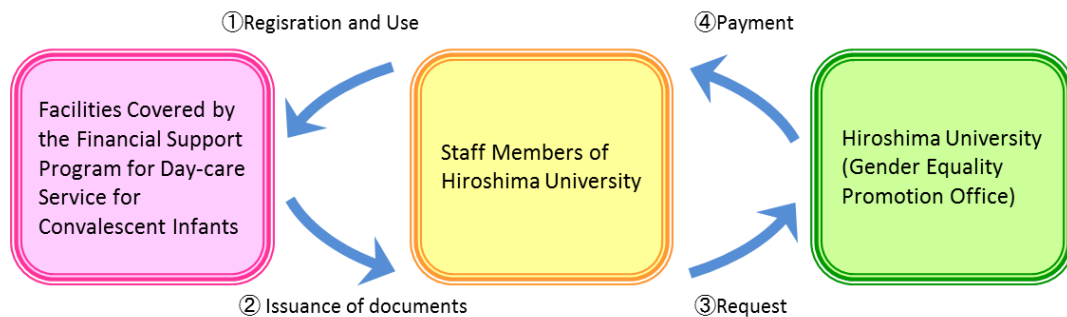 ①Regisration and Use
④Payment
Facilities Covered by
the Financial Support
Program for Day-care
Service for
Convalescent Infants
Staff Members of
Hiroshima University
Hiroshima University
(Gender Equality
Promotion Office)
② Issuance of documents
③Request